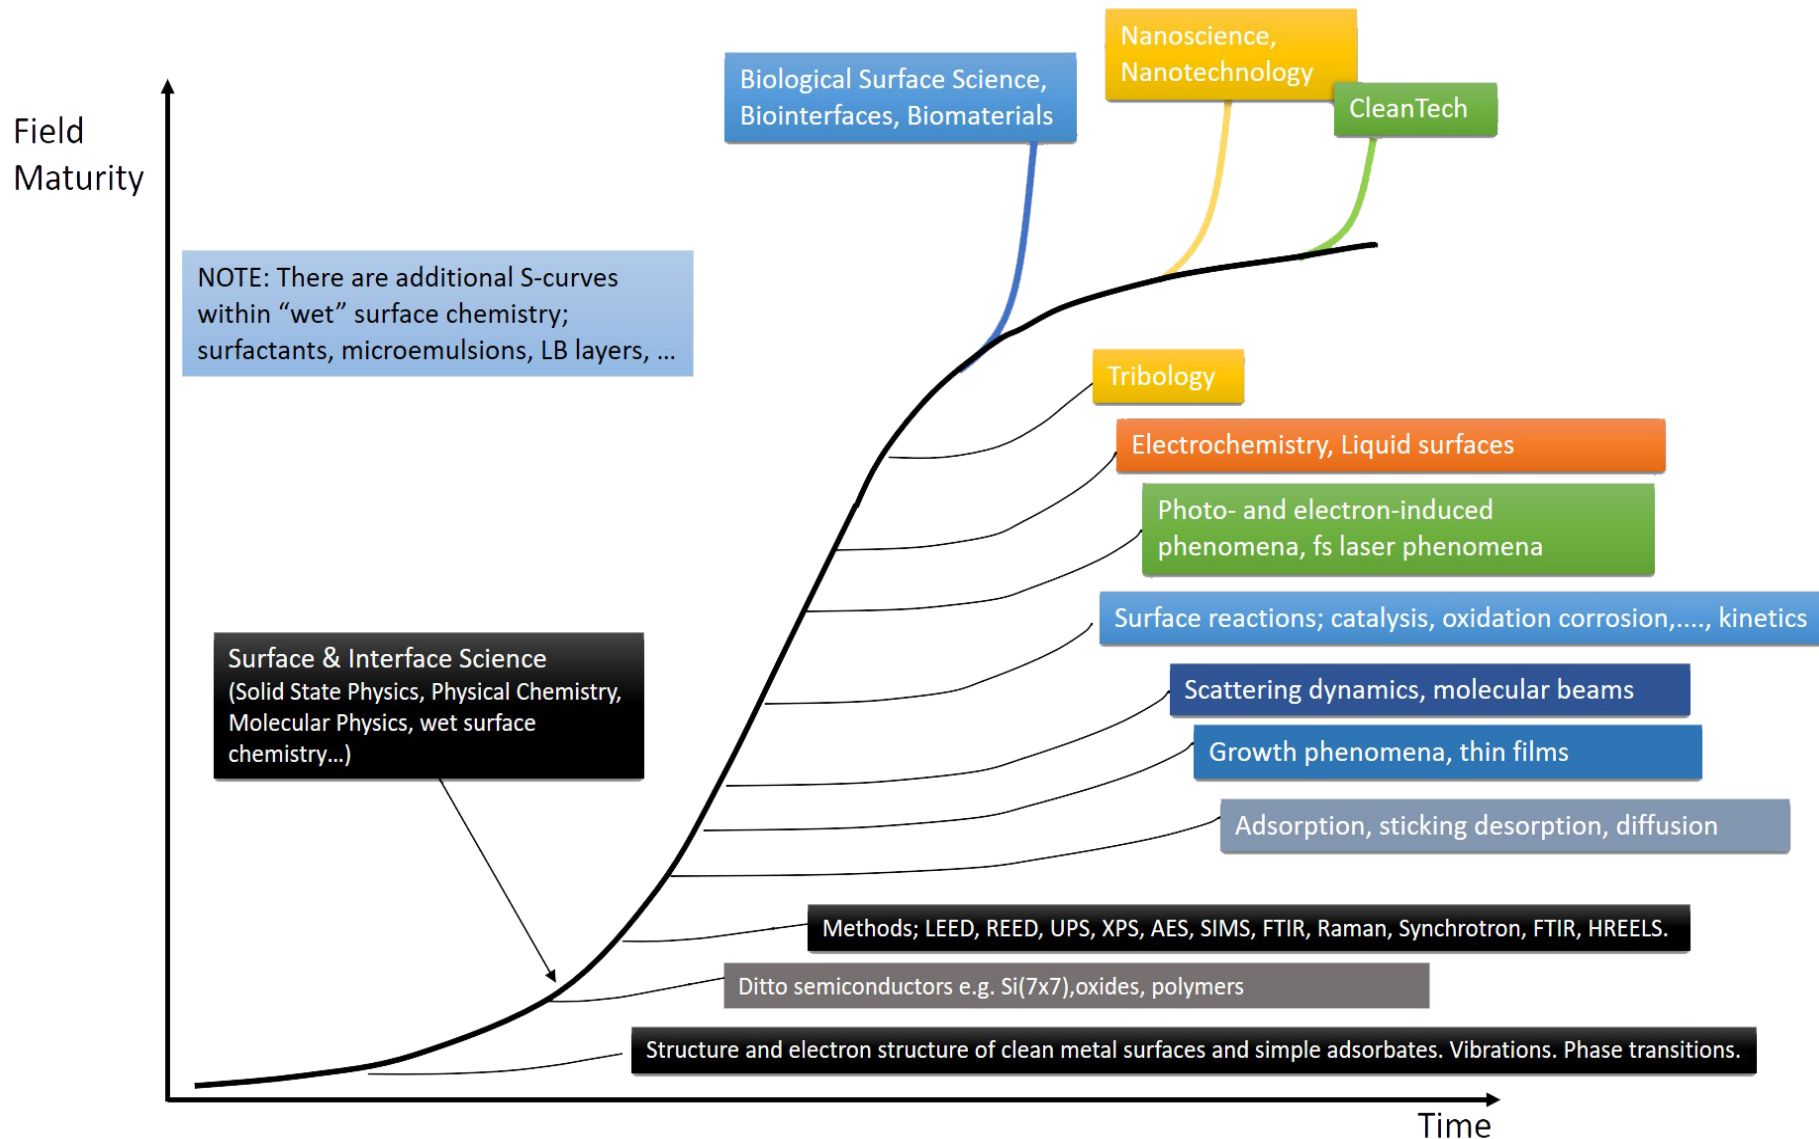 Nanoscience,
Nanotechnology
Biological Surface Science,
Biointerfaces, Biomaterials
CleanTech
Field
Maturity
NOTE: There are additional S-curves
within “wet” surface chemistry;
surfactants, microemulsions, LB layers, ...
Tribology
Electrochemistry, Liquid surfaces
Photo- and electron-induced
phenomena, fs laser phenomena
Surface reactions; catalysis, oxidation corrosion,...., kinetics
Surface & Interface Science
(Solid State Physics, Physical Chemistry,
Molecular Physics, wet surface
chemistry...)
Scattering dynamics, molecular beams
Growth phenomena, thin films
Adsorption, sticking desorption, diffusion
Methods; LEED, REED, UPS, XPS, AES, SIMS, FTIR, Raman, Synchrotron, FTIR, HREELS.
Ditto semiconductors e.g. Si(7x7),oxides, polymers
Structure and electron structure of clean metal surfaces and simple adsorbates. Vibrations. Phase transitions.
Time